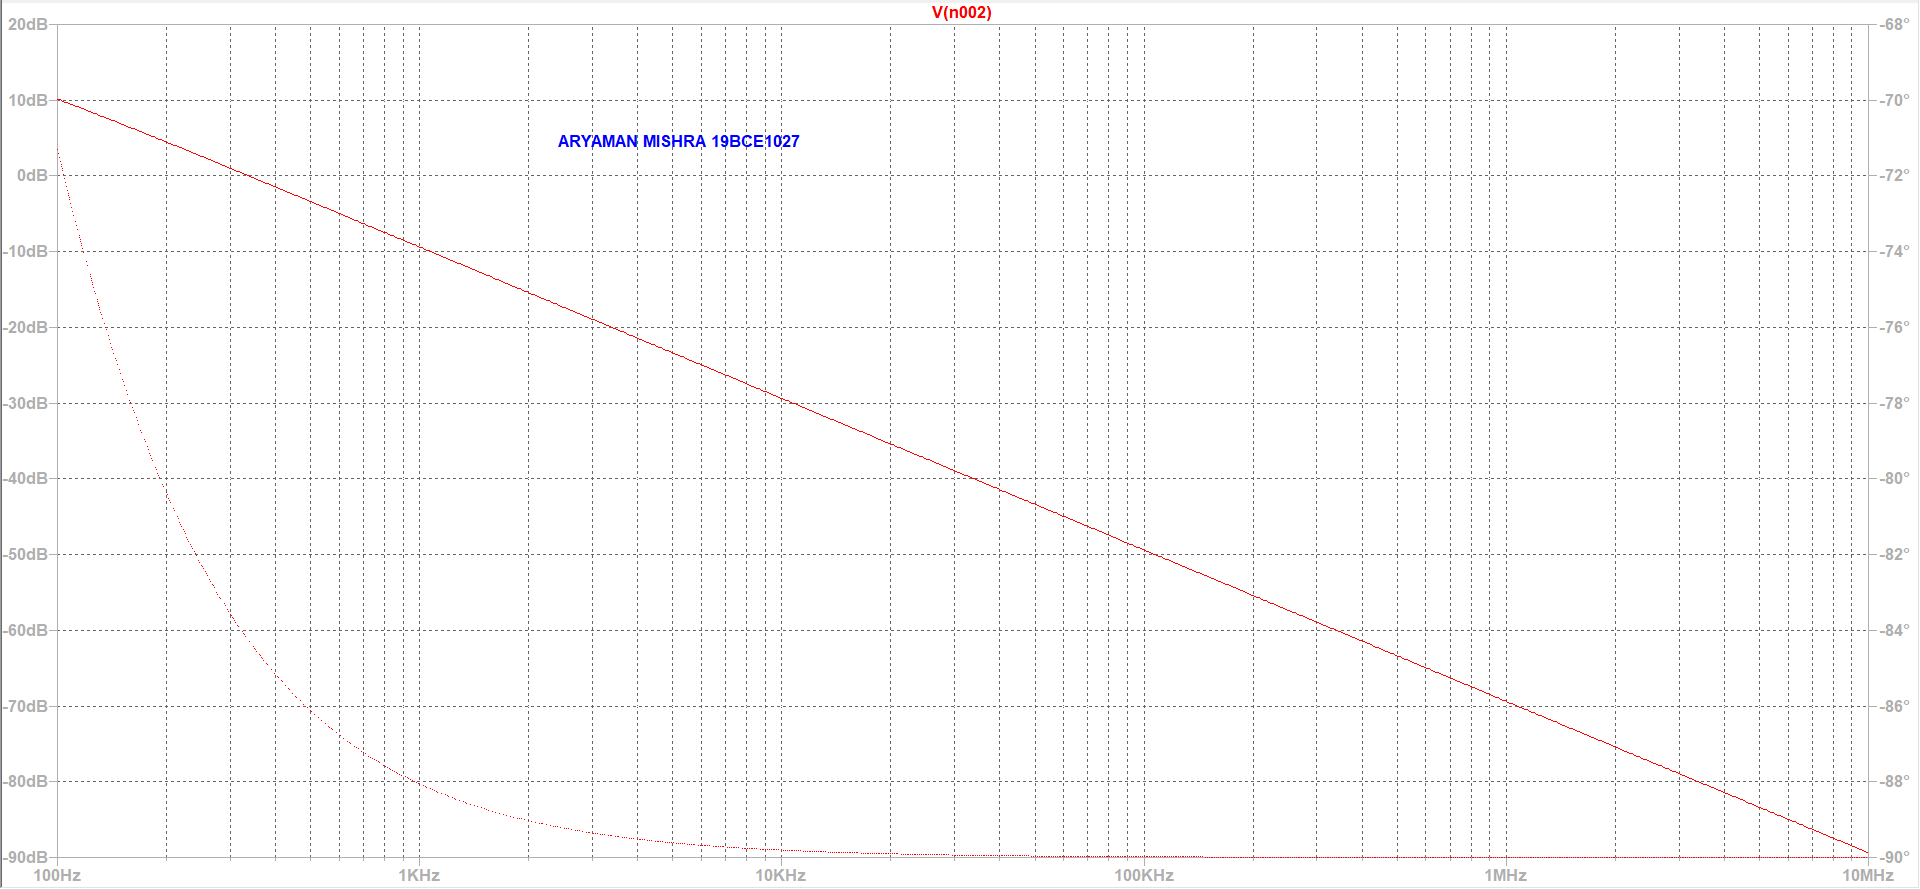 V(n002)
20dB
10dB
0dB
-10dB
-20dB
-30dB
-40dB
-50dB
-60dB
-70dB
-80dB
-90dB
ARYAMAN MISHRA 19BCE1027
-68°
-70°
-72°
-74°
-76°
-78°
-80°
-82°
-84°
-86°
-88°
-90°
100Hz 1KHz 10KHz 100KHz 1MHz 10MHz